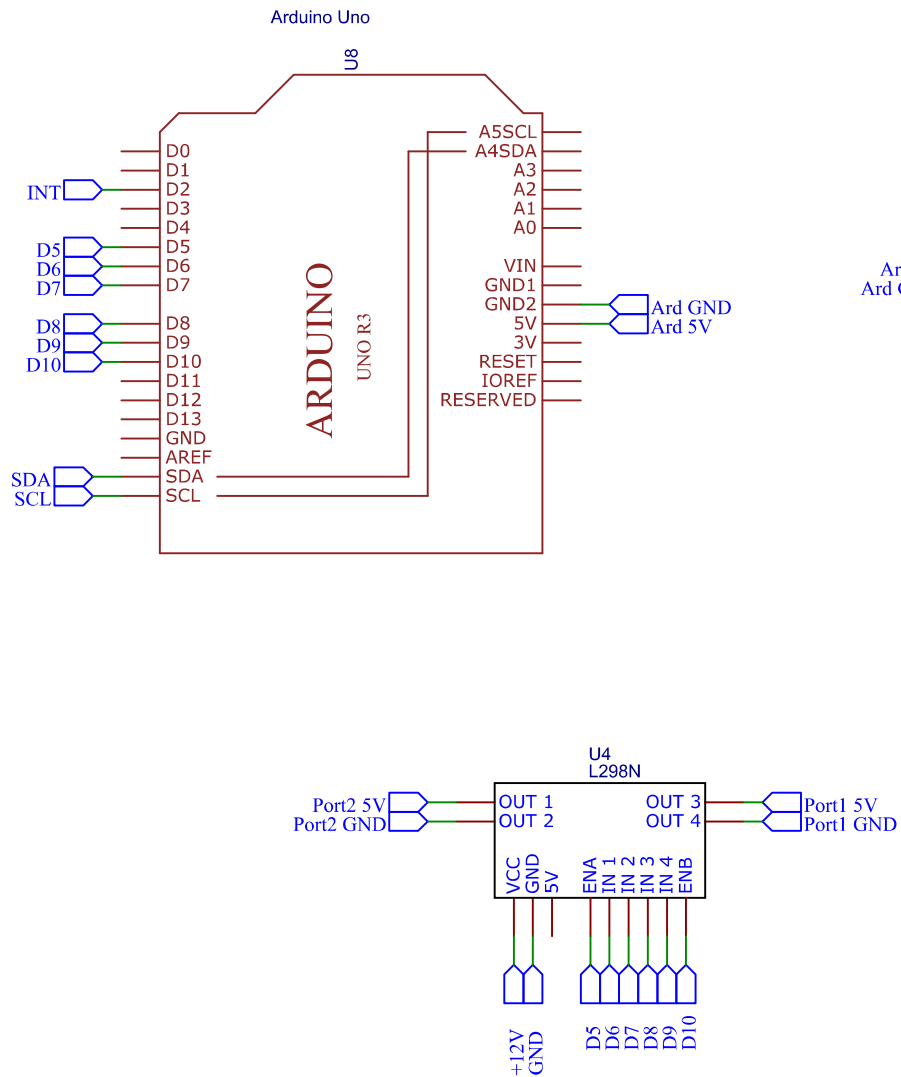 Arduino Uno
U8
A5SCL
D0
A4SDA
D1
A3
INT
D2
A2
D3
A1
D4
A0
D5
D5
D6
D6
VIN
D7
D7
GND1
GND2
Ard GND
D8
D8
5V
Ard 5V
D9
D9
3V
D10
D10
RESET
D11
IOREF
D12
RESERVED
D13
GND
AREF
SDA
SDA
SCL
SCL
ARDUINO
UNO R3
Ar
Ard
U4
L298N
Port2 5V
OUT 1
OUT 3
Port1 5V
Port2 GND
OUT 2
OUT 4
Port1 GND
VCC
GND
5V
ENA
IN 1
IN 2
IN 3
IN 4
ENB
+12V
GND
D5
D6
D7
D8
D9
D10